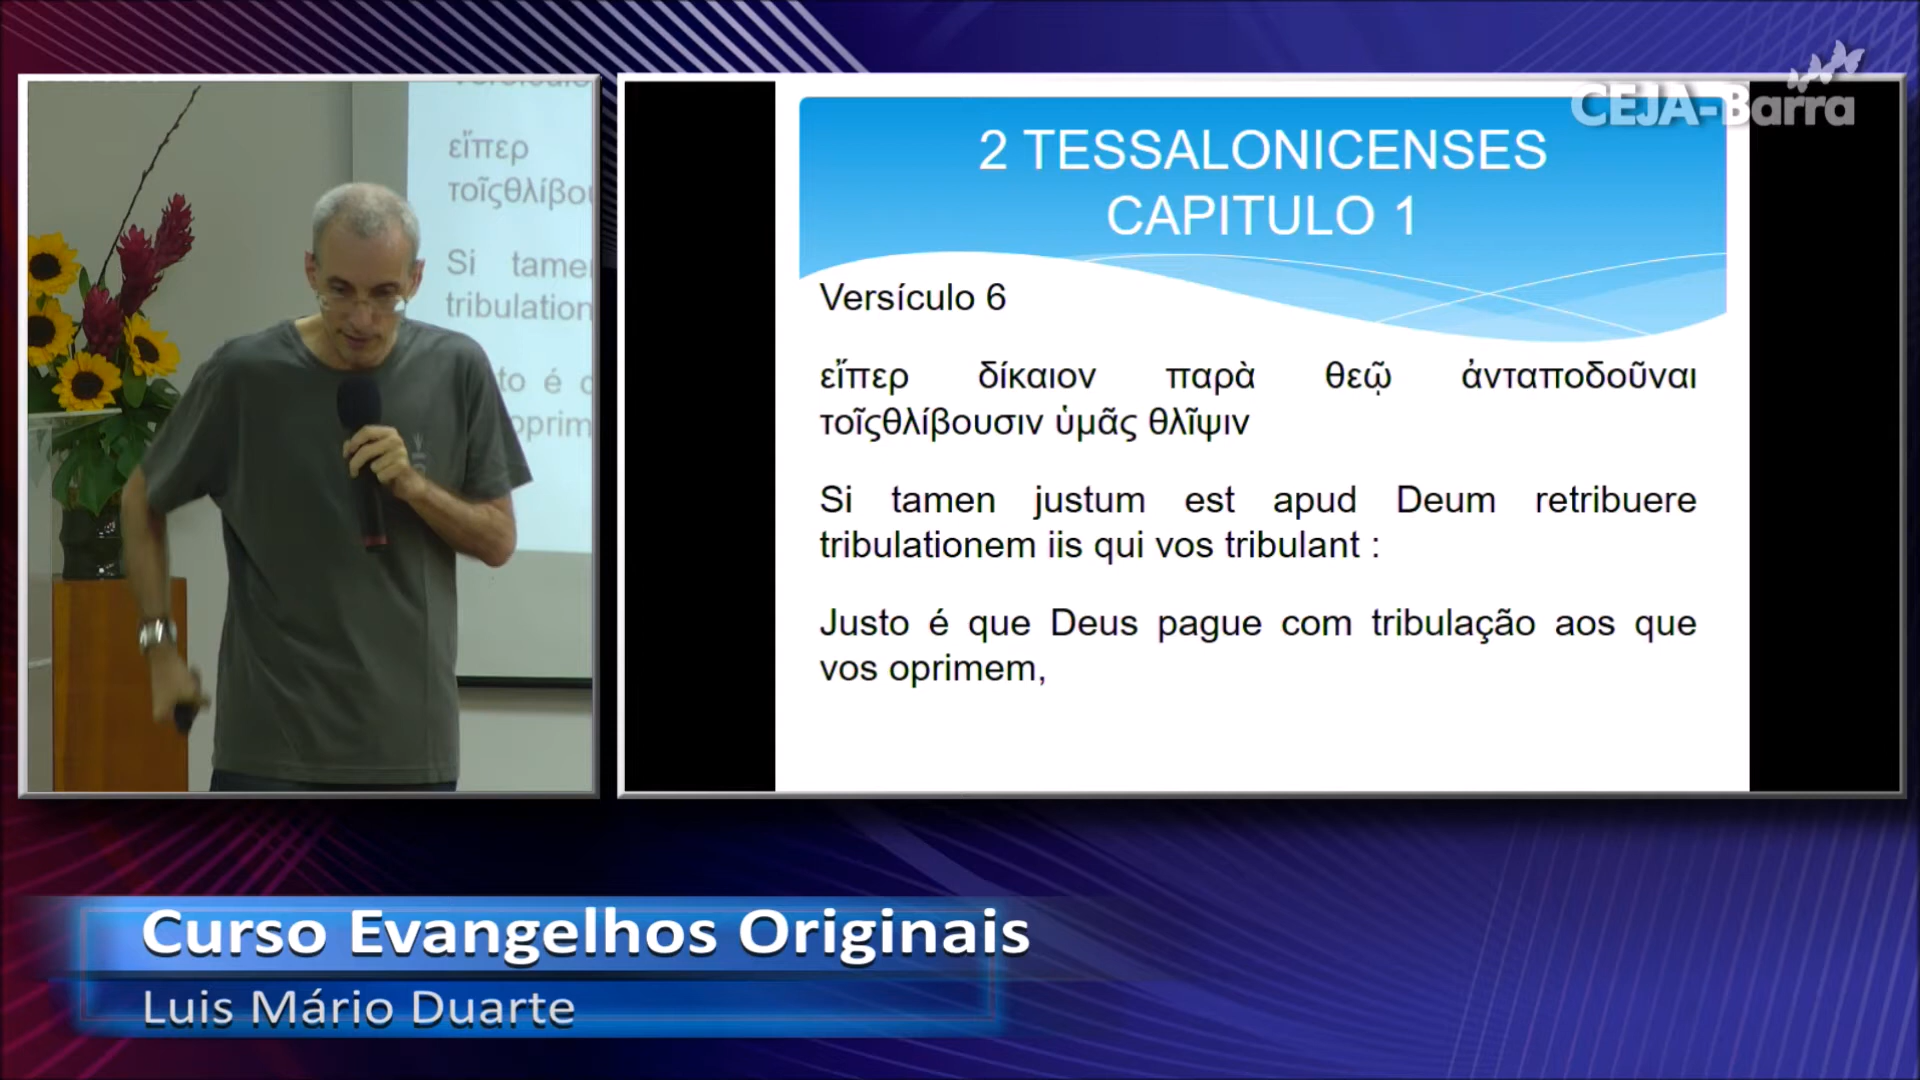 CEJA-Barra
εἴπερ
τοῖςθλίβου
Si tamen
tribulation
to é
oprim
2 TESSALONICENSES
CAPITULO 1
Versículo 6
εἴπερ δίκαιον παρὰ θεῷ ἀνταποδοῦναι
τοῖςθλίβουσιν ὑμᾶς θλῖψιν
Si tamen justum est apud Deum retribuere
tribulationem iis qui vos tribulant :
Justo é que Deus pague com tribulação aos que
vos oprimem,
Curso Evangelhos Originais
Luis Mário Duarte